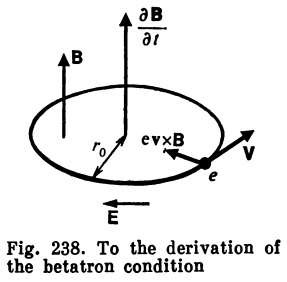 ∂B
∂t
B
r₀
ev×B
V
e
E
Fig. 238. To the derivation of
the betatron condition